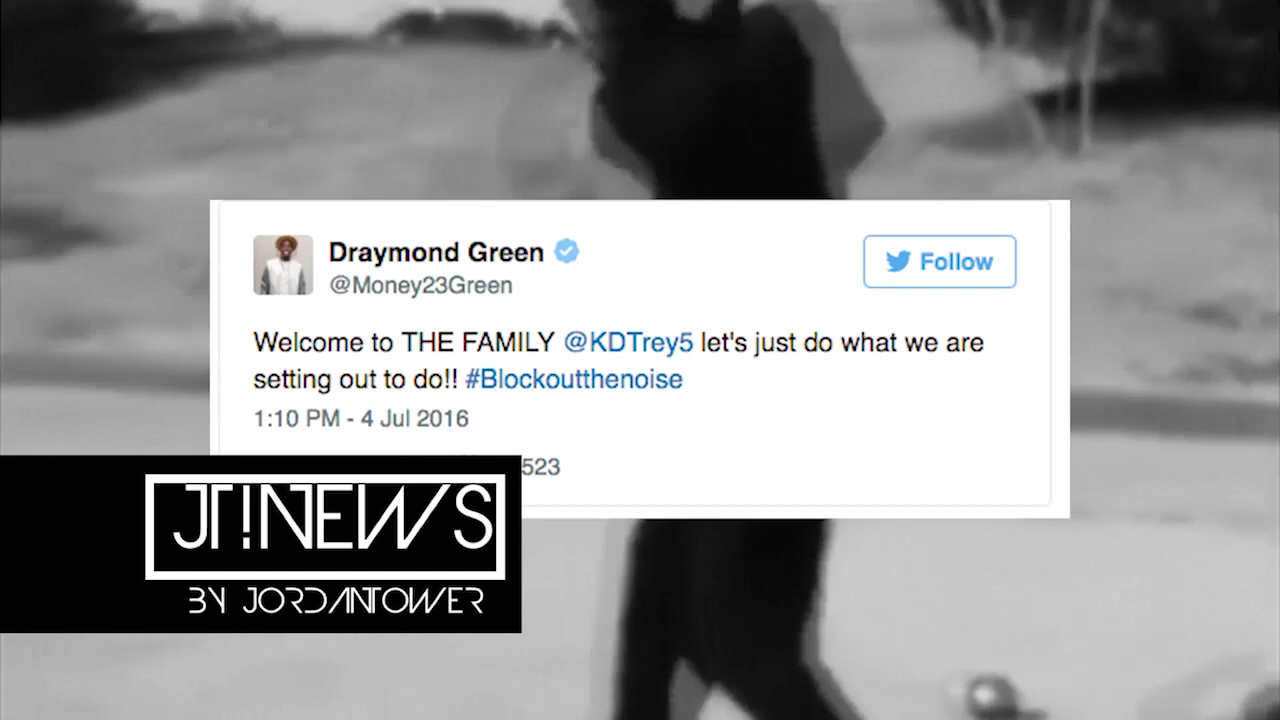 Draymond Green
@Money23Green
Follow
Welcome to THE FAMILY @KDTrey5 let's just do what we are
setting out to do!! #Blockoutthenoise
1:10 PM - 4 Jul 2016
523
JT!NEWS
BY JORDANTOWER